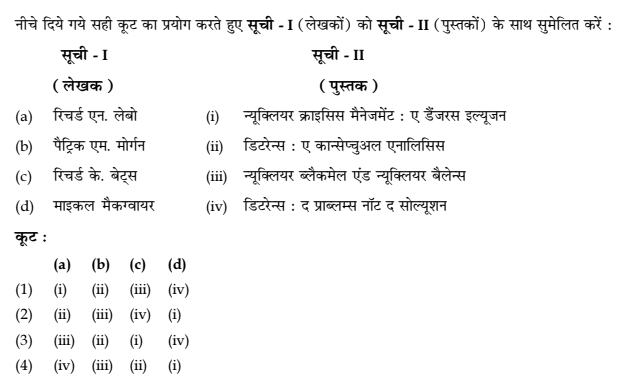 नीचे दिये गये सही कूट का प्रयोग करते हुए सूची - I (लेखकों) को सूची - II (पुस्तकों) के साथ सुमेलित करें :
सूची - I सूची - II
( लेखक ) ( पुस्तक )
(a) रिचर्ड एन. लेबो (i) न्यूक्लियर क्राइसिस मैनेजमेंट : ए डैंजरस इल्यूजन
(b) पैट्रिक एम. मोर्गन (ii) डिटरेन्स : ए कान्सेप्चुअल एनालिसिस
(c) रिचर्ड के. बेट्स (iii) न्यूक्लियर ब्लैकमेल एंड न्यूक्लियर बैलेन्स
(d) माइकल मैकग्वायर (iv) डिटरेन्स : द प्राब्लम्स नॉट द सोल्यूशन
कूट :
(a) (b) (c) (d)
(1) (i) (ii) (iii) (iv)
(2) (ii) (iii) (iv) (i)
(3) (iii) (ii) (i) (iv)
(4) (iv) (iii) (ii) (i)